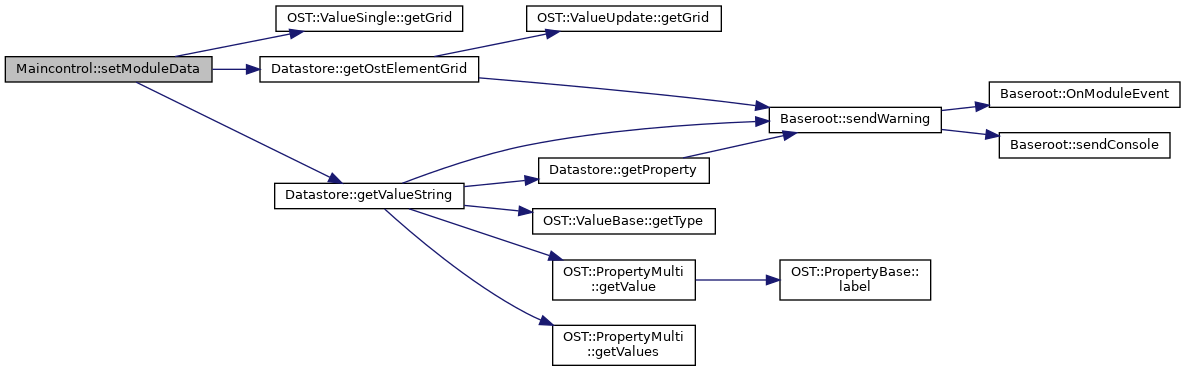 Maincontrol::setModuleData
OST::ValueSingle::getGrid
Datastore::getOstElementGrid
OST::ValueUpdate::getGrid
Baseroot::sendWarning
Baseroot::OnModuleEvent
Baseroot::sendConsole
Datastore::getValueString
Datastore::getProperty
OST::ValueBase::getType
OST::PropertyMulti
::getValue
OST::PropertyBase::
label
OST::PropertyMulti
::getValues